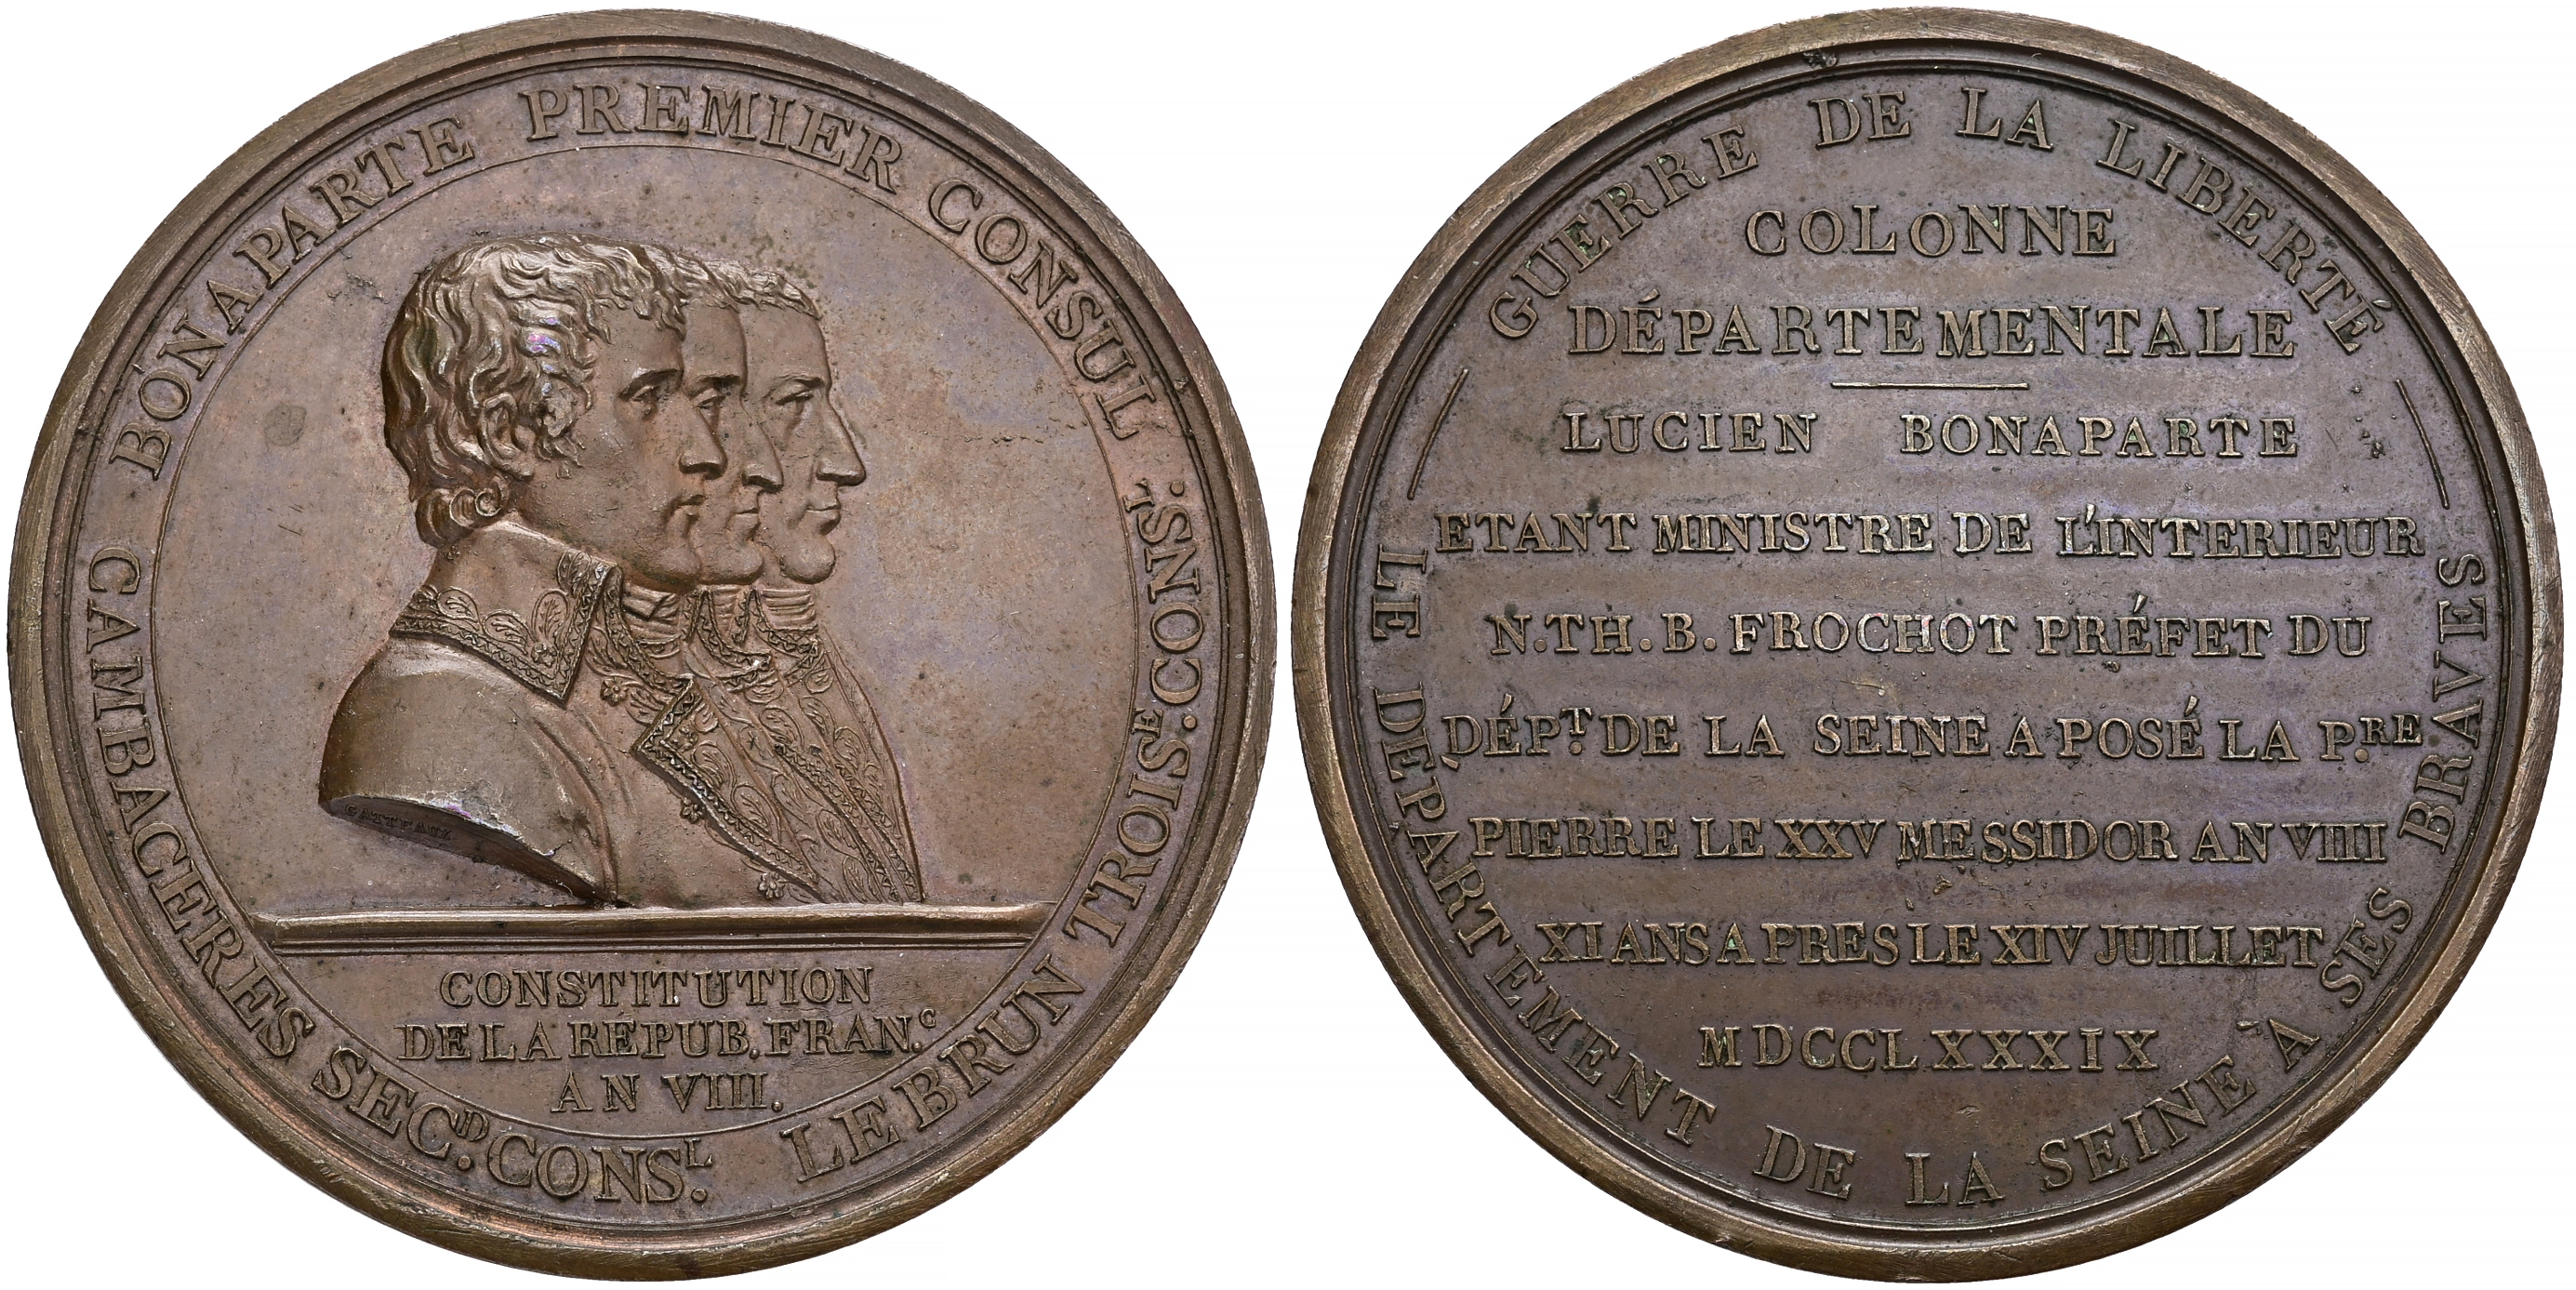 BONAPARTE PREMIER CONSUL
CAMBACERES SEC.D CONS.L LEBRUN TROIS.E CONS.L
GATTEAUX
CONSTITUTION
DE LA REPUB. FRAN.C
AN VIII.
GUERRE DE LA LIBERTÉ
COLONNE
DÉPARTEMENTALE
LUCIEN BONAPARTE
ETANT MINISTRE DE L'INTERIEUR
N.TH.B. FROCHOT PRÉFET DU
DÉP.T DE LA SEINE A POSÉ LA P.RE
PIERRE LE XXV MESSIDOR AN VIII
XI ANS APRES LE XIV JUILLET
MDCCLXXXIX
LE DÉPARTEMENT DE LA SEINE À SES BRAVES